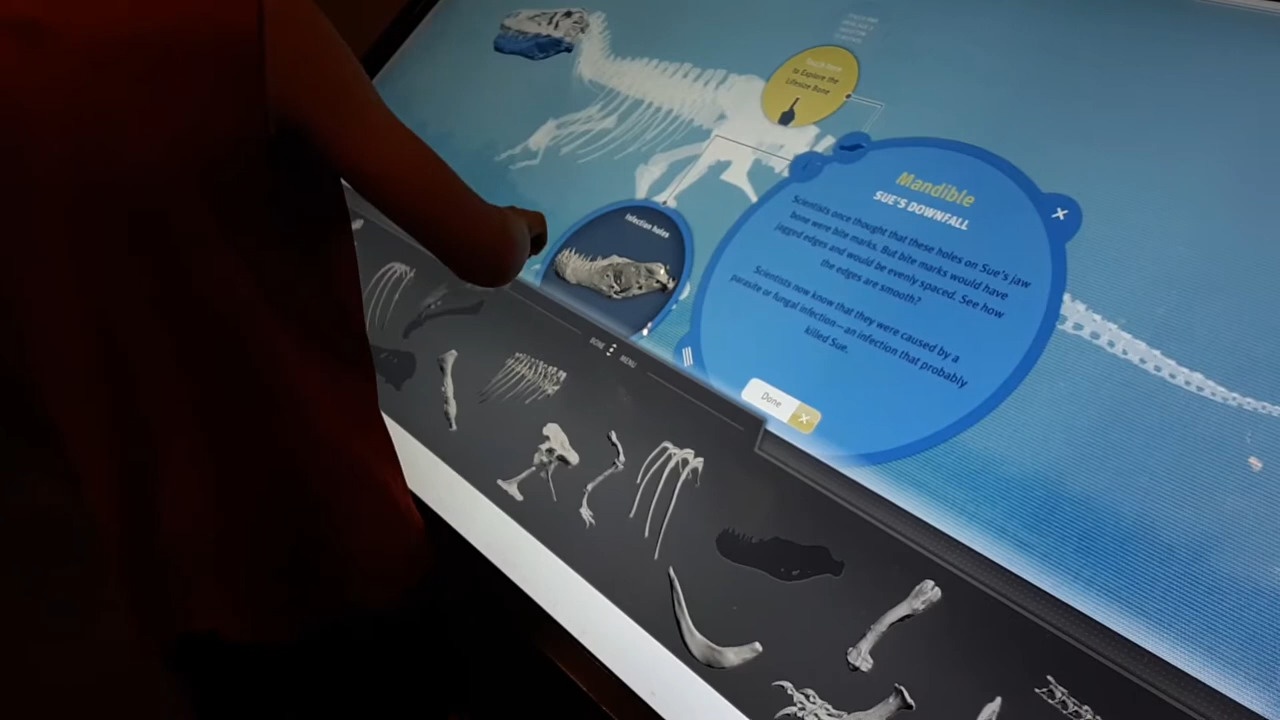 Touch here
to Explore the
Lifesize Bone
Mandible
SUE'S DOWNFALL
Scientists once thought that these holes on Sue's jaw
bone were bite marks. But bite marks would have
jagged edges and would be evenly spaced. See how
the edges are smooth?
Scientists now know that they were caused by a
parasite or fungal infection—an infection that probably
killed Sue.
Infection holes
BONE MENU
Done